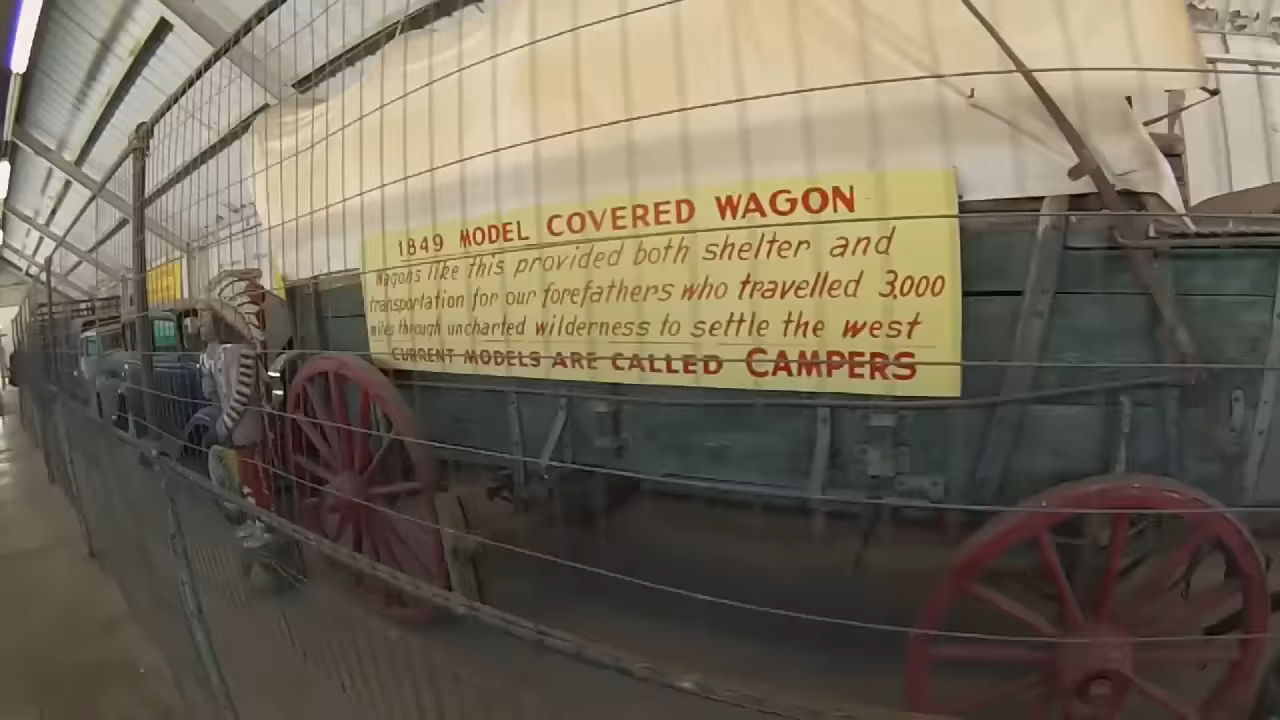 1849 MODEL COVERED WAGON
Wagons like this provided both shelter and
transportation for our forefathers who travelled 3,000
miles through uncharted wilderness to settle the west
CURRENT MODELS ARE CALLED CAMPERS